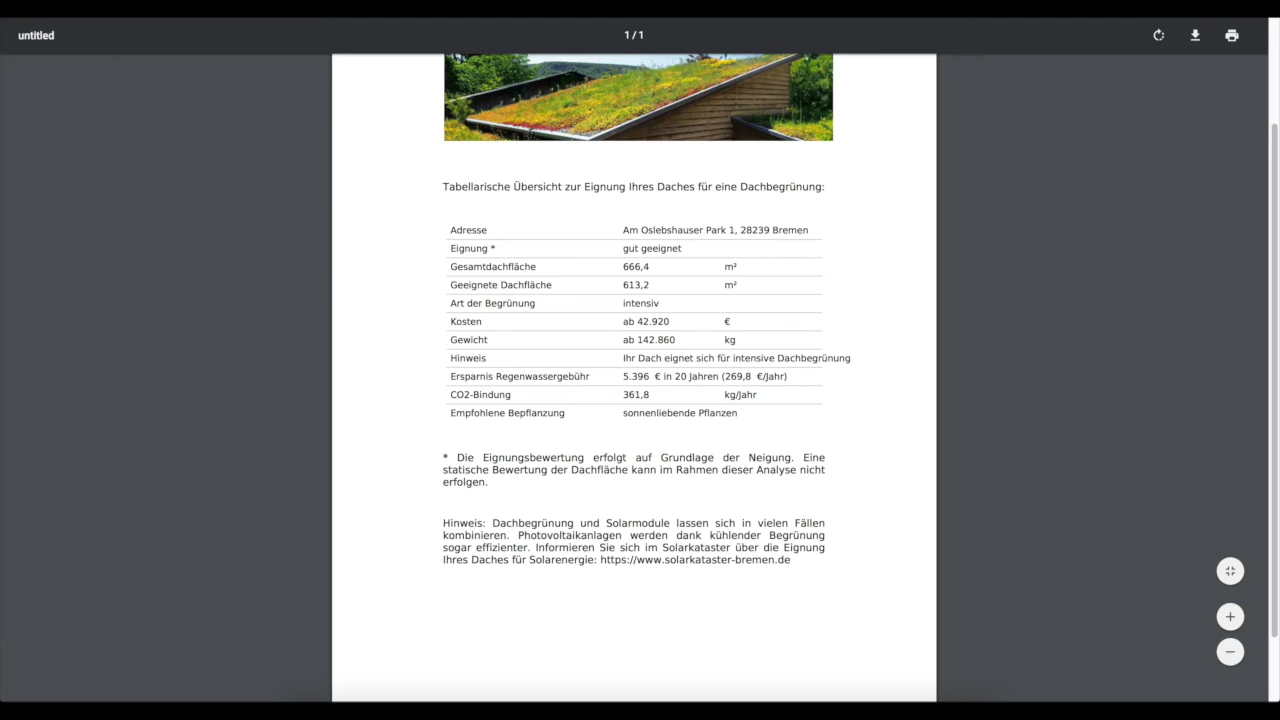 untitled
1 / 1
Tabellarische Übersicht zur Eignung Ihres Daches für eine Dachbegrünung:
Adresse Am Oslebshauser Park 1, 28239 Bremen
Eignung * gut geeignet
Gesamtdachfläche 666,4 m²
Geeignete Dachfläche 613,2 m²
Art der Begrünung intensiv
Kosten ab 42.920 €
Gewicht ab 142.860 kg
Hinweis Ihr Dach eignet sich für intensive Dachbegrünung
Ersparnis Regenwassergebühr 5.396 € in 20 Jahren (269,8 €/Jahr)
CO2-Bindung 361,8 kg/Jahr
Empfohlene Bepflanzung sonnenliebende Pflanzen
* Die Eignungsbewertung erfolgt auf Grundlage der Neigung. Eine
statische Bewertung der Dachfläche kann im Rahmen dieser Analyse nicht
erfolgen.
Hinweis: Dachbegrünung und Solarmodule lassen sich in vielen Fällen
kombinieren. Photovoltaikanlagen werden dank kühlender Begrünung
sogar effizienter. Informieren Sie sich im Solarkataster über die Eignung
Ihres Daches für Solarenergie: https://www.solarkataster-bremen.de